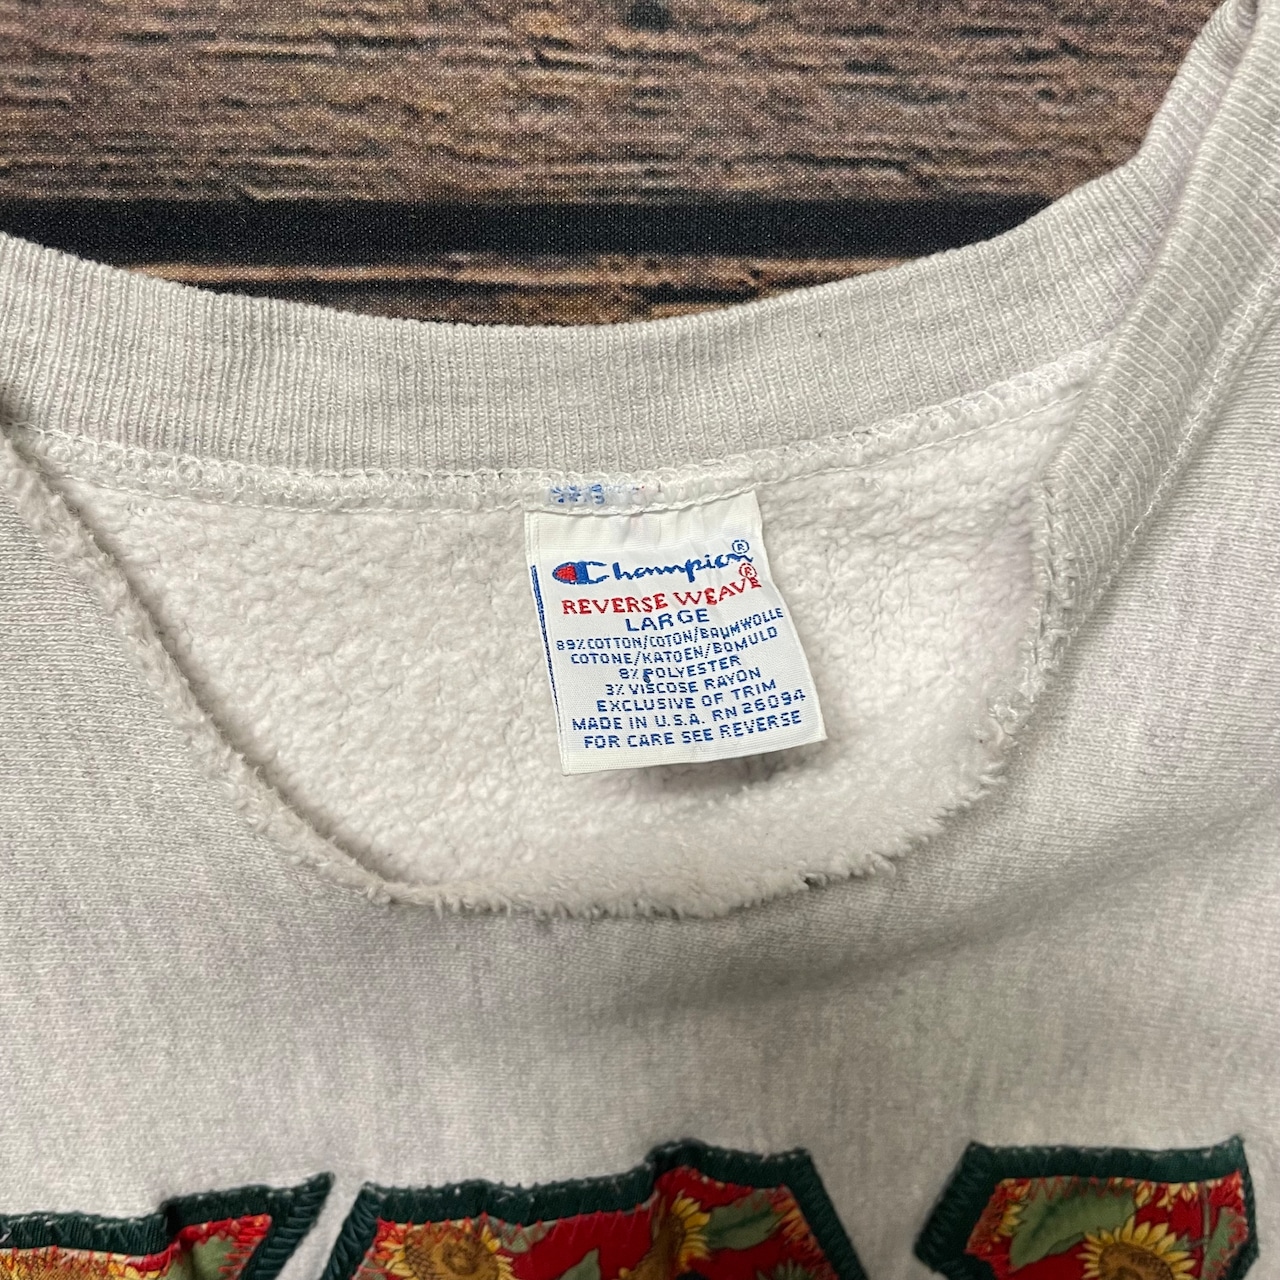 Champion®
REVERSE WEAVE®
LARGE
89% COTTON/COTON/BAUMWOLLE
COTONE/KATOEN/BOMULD
8% POLYESTER
3% VISCOSE RAYON
EXCLUSIVE OF TRIM
MADE IN U.S.A. RN 26094
FOR CARE SEE REVERSE